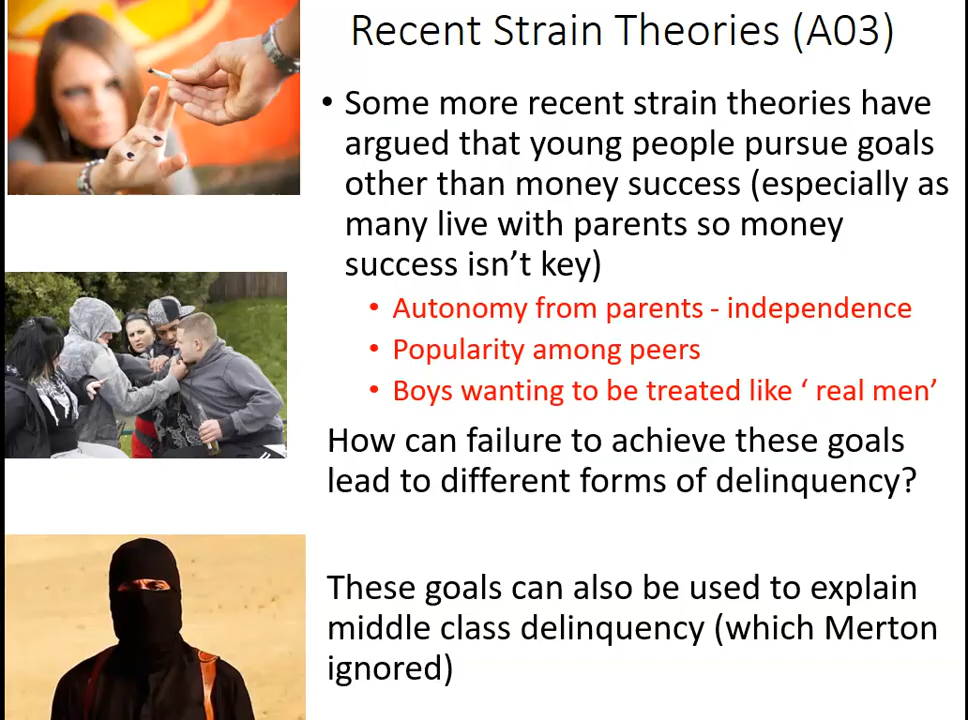 Recent Strain Theories (A03)
• Some more recent strain theories have
argued that young people pursue goals
other than money success (especially as
many live with parents so money
success isn’t key)
• Autonomy from parents - independence
• Popularity among peers
• Boys wanting to be treated like ‘ real men’
How can failure to achieve these goals
lead to different forms of delinquency?
These goals can also be used to explain
middle class delinquency (which Merton
ignored)